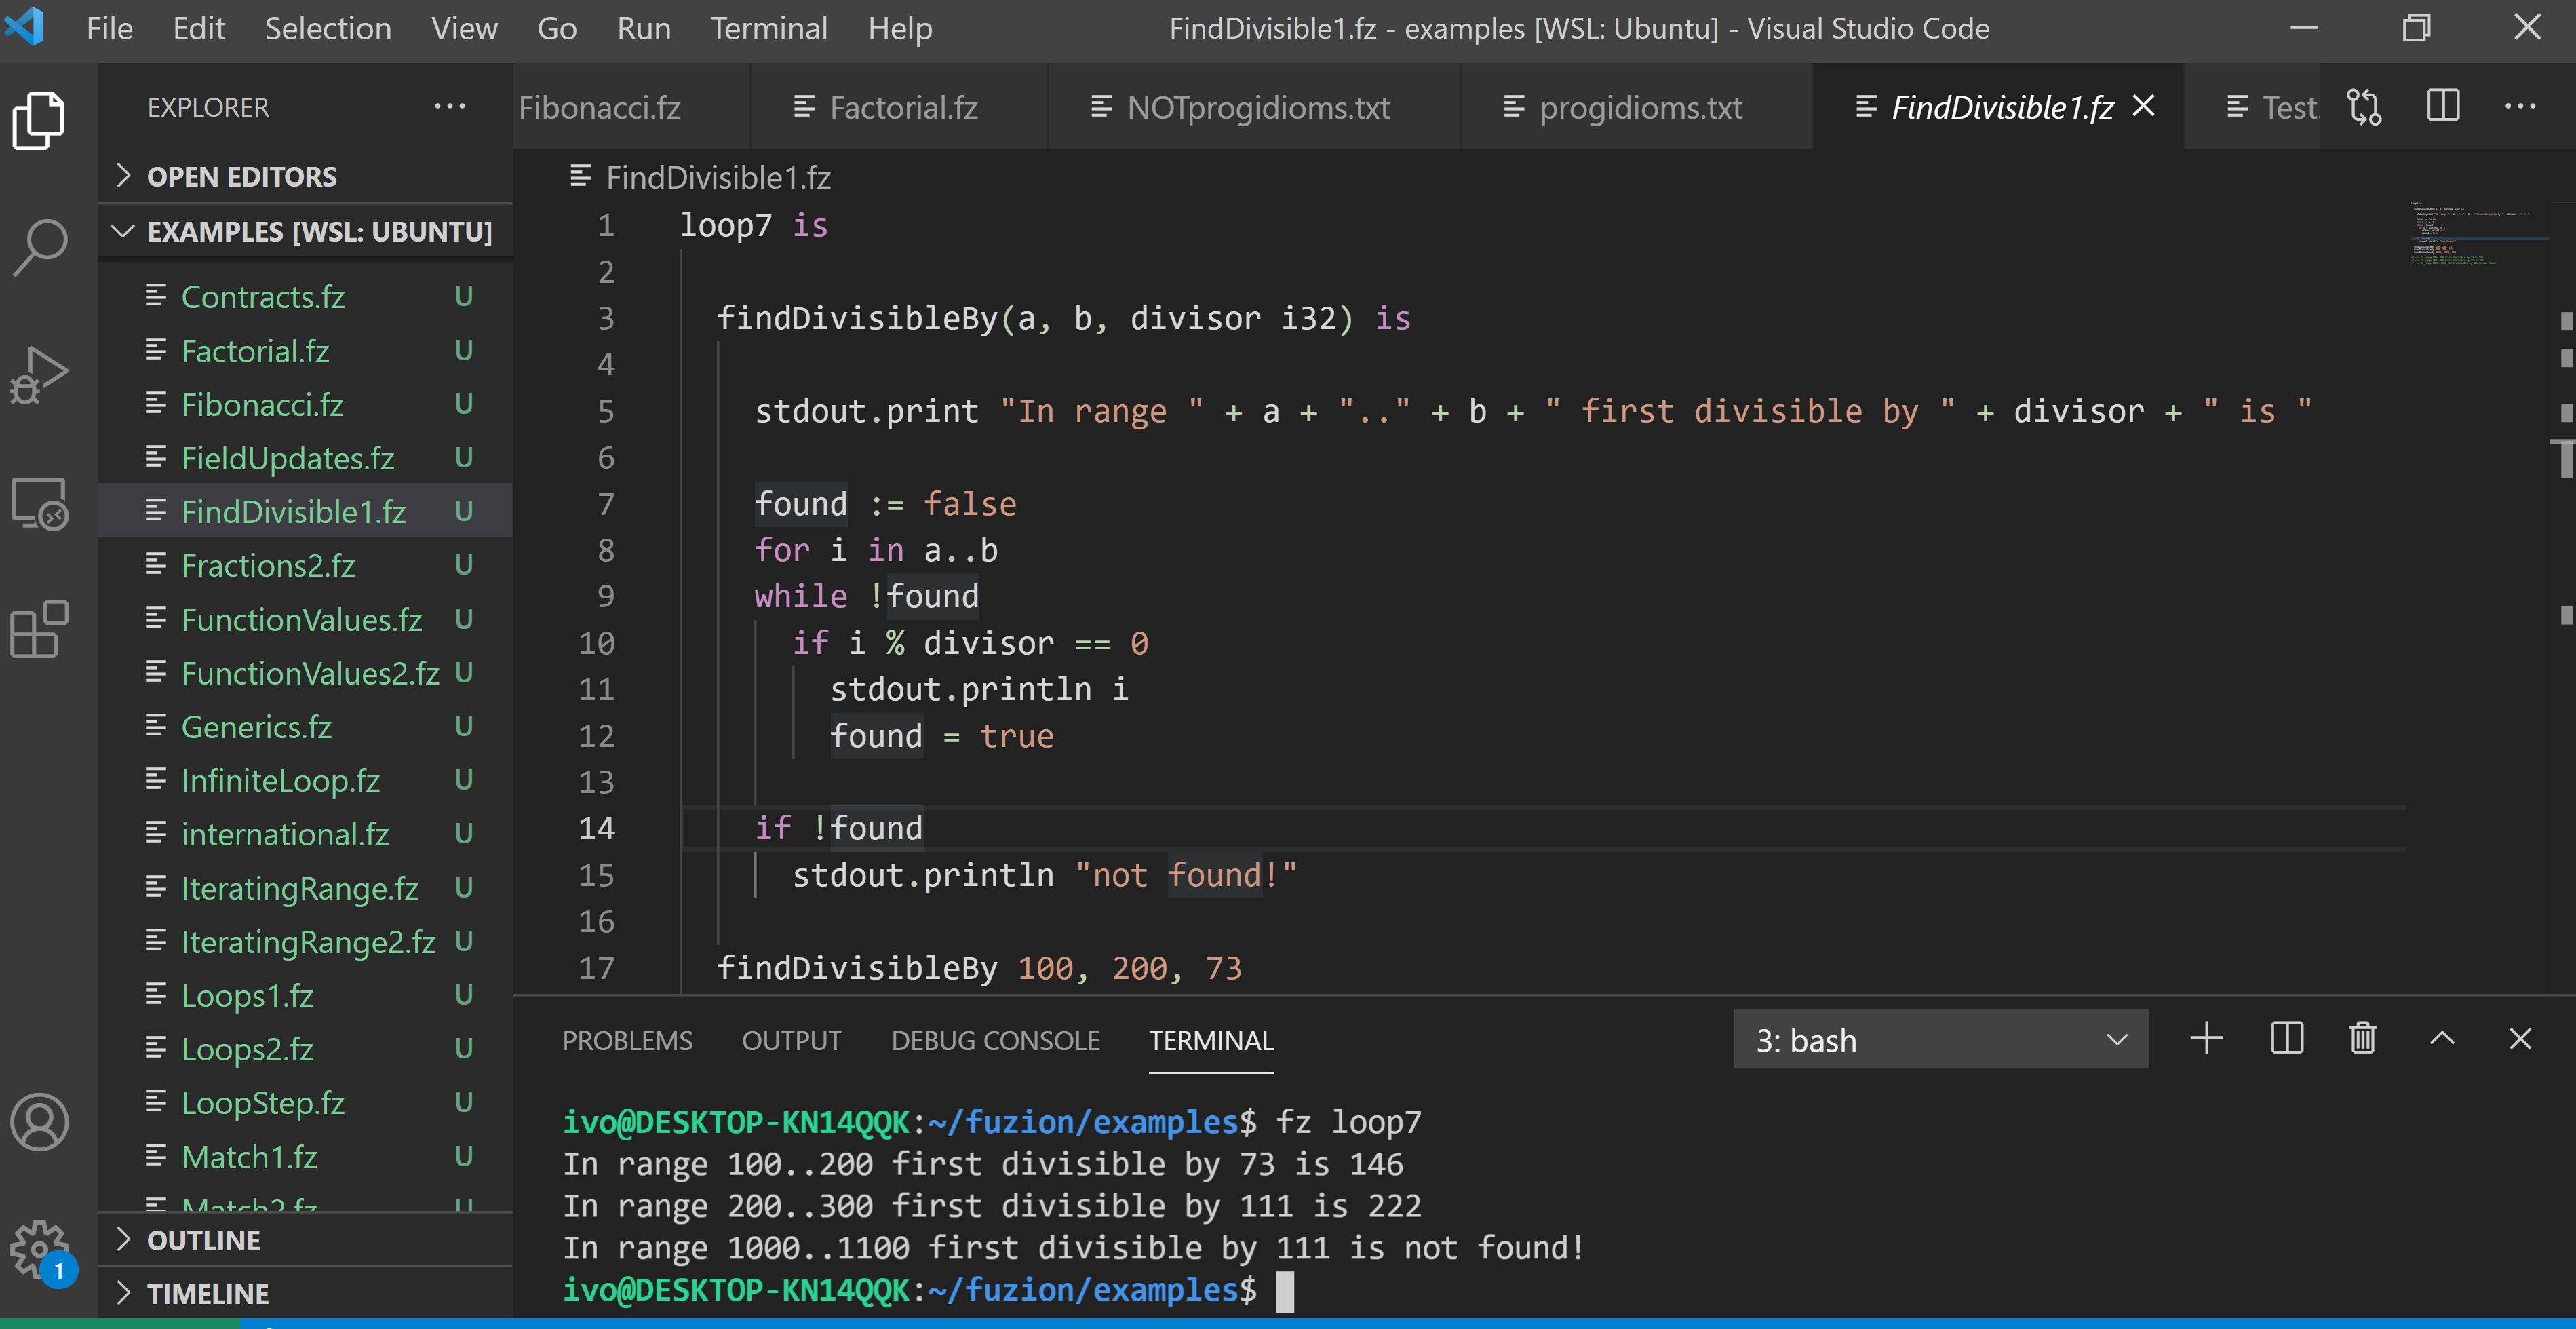 File Edit Selection View Go Run Terminal Help FindDivisible1.fz - examples [WSL: Ubuntu] - Visual Studio Code
EXPLORER
OPEN EDITORS
EXAMPLES [WSL: UBUNTU]
Contracts.fz U
Factorial.fz U
Fibonacci.fz U
FieldUpdates.fz U
FindDivisible1.fz U
Fractions2.fz U
FunctionValues.fz U
FunctionValues2.fz U
Generics.fz U
InfiniteLoop.fz U
international.fz U
IteratingRange.fz U
IteratingRange2.fz U
Loops1.fz U
Loops2.fz U
LoopStep.fz U
Match1.fz U
Match2.fz U
OUTLINE
TIMELINE
1
Fibonacci.fz Factorial.fz NOTprogidioms.txt progidioms.txt FindDivisible1.fz Test.
FindDivisible1.fz
1 loop7 is
2
3 findDivisibleBy(a, b, divisor i32) is
4
5 stdout.print "In range " + a + ".." + b + " first divisible by " + divisor + " is "
6
7 found := false
8 for i in a..b
9 while !found
10 if i % divisor == 0
11 stdout.println i
12 found = true
13
14 if !found
15 stdout.println "not found!"
16
17 findDivisibleBy 100, 200, 73
PROBLEMS OUTPUT DEBUG CONSOLE TERMINAL 3: bash
ivo@DESKTOP-KN14QQK:~/fuzion/examples$ fz loop7
In range 100..200 first divisible by 73 is 146
In range 200..300 first divisible by 111 is 222
In range 1000..1100 first divisible by 111 is not found!
ivo@DESKTOP-KN14QQK:~/fuzion/examples$